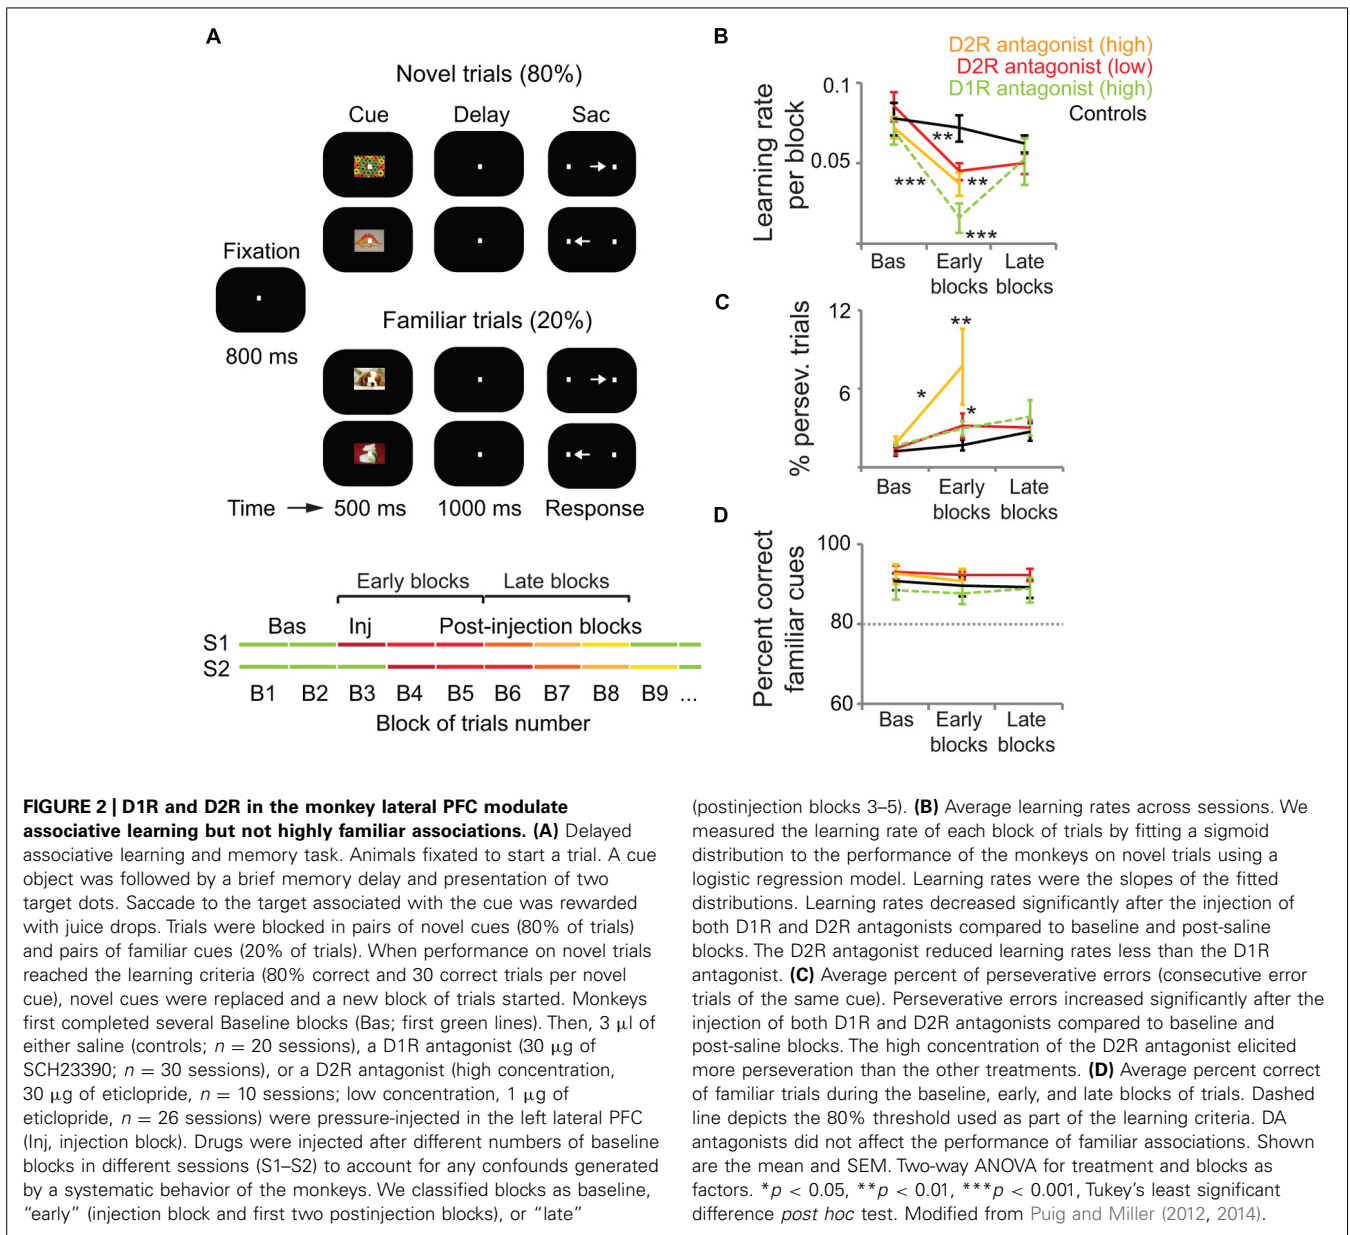 A
Novel trials (80%)
Cue Delay Sac
Fixation
800 ms
Familiar trials (20%)
Time 500 ms 1000 ms Response
Early blocks Late blocks
Bas Inj Post-injection blocks
S1
S2
B1 B2 B3 B4 B5 B6 B7 B8 B9 ...
Block of trials number
B
D2R antagonist (high)
D2R antagonist (low)
D1R antagonist (high)
Controls
Learning rate
per block
0.1
0.05
**
*** **
***
Bas Early Late
blocks blocks
C
% persev. trials
12
6
**
*
*
Bas Early Late
blocks blocks
D
Percent correct
familiar cues
100
80
60
Bas Early Late
blocks blocks
FIGURE 2 | D1R and D2R in the monkey lateral PFC modulate
associative learning but not highly familiar associations. (A) Delayed
associative learning and memory task. Animals fixated to start a trial. A cue
object was followed by a brief memory delay and presentation of two
target dots. Saccade to the target associated with the cue was rewarded
with juice drops. Trials were blocked in pairs of novel cues (80% of trials)
and pairs of familiar cues (20% of trials). When performance on novel trials
reached the learning criteria (80% correct and 30 correct trials per novel
cue), novel cues were replaced and a new block of trials started. Monkeys
first completed several Baseline blocks (Bas; first green lines). Then, 3 μl of
either saline (controls; n = 20 sessions), a D1R antagonist (30 μg of
SCH23390; n = 30 sessions), or a D2R antagonist (high concentration,
30 μg of eticlopride, n = 10 sessions; low concentration, 1 μg of
eticlopride, n = 26 sessions) were pressure-injected in the left lateral PFC
(Inj, injection block). Drugs were injected after different numbers of baseline
blocks in different sessions (S1–S2) to account for any confounds generated
by a systematic behavior of the monkeys. We classified blocks as baseline,
“early” (injection block and first two postinjection blocks), or “late”
(postinjection blocks 3–5). (B) Average learning rates across sessions. We
measured the learning rate of each block of trials by fitting a sigmoid
distribution to the performance of the monkeys on novel trials using a
logistic regression model. Learning rates were the slopes of the fitted
distributions. Learning rates decreased significantly after the injection of
both D1R and D2R antagonists compared to baseline and post-saline
blocks. The D2R antagonist reduced learning rates less than the D1R
antagonist. (C) Average percent of perseverative errors (consecutive error
trials of the same cue). Perseverative errors increased significantly after the
injection of both D1R and D2R antagonists compared to baseline and
post-saline blocks. The high concentration of the D2R antagonist elicited
more perseveration than the other treatments. (D) Average percent correct
of familiar trials during the baseline, early, and late blocks of trials. Dashed
line depicts the 80% threshold used as part of the learning criteria. DA
antagonists did not affect the performance of familiar associations. Shown
are the mean and SEM. Two-way ANOVA for treatment and blocks as
factors. *p < 0.05, **p < 0.01, ***p < 0.001, Tukey’s least significant
difference post hoc test. Modified from Puig and Miller (2012, 2014).